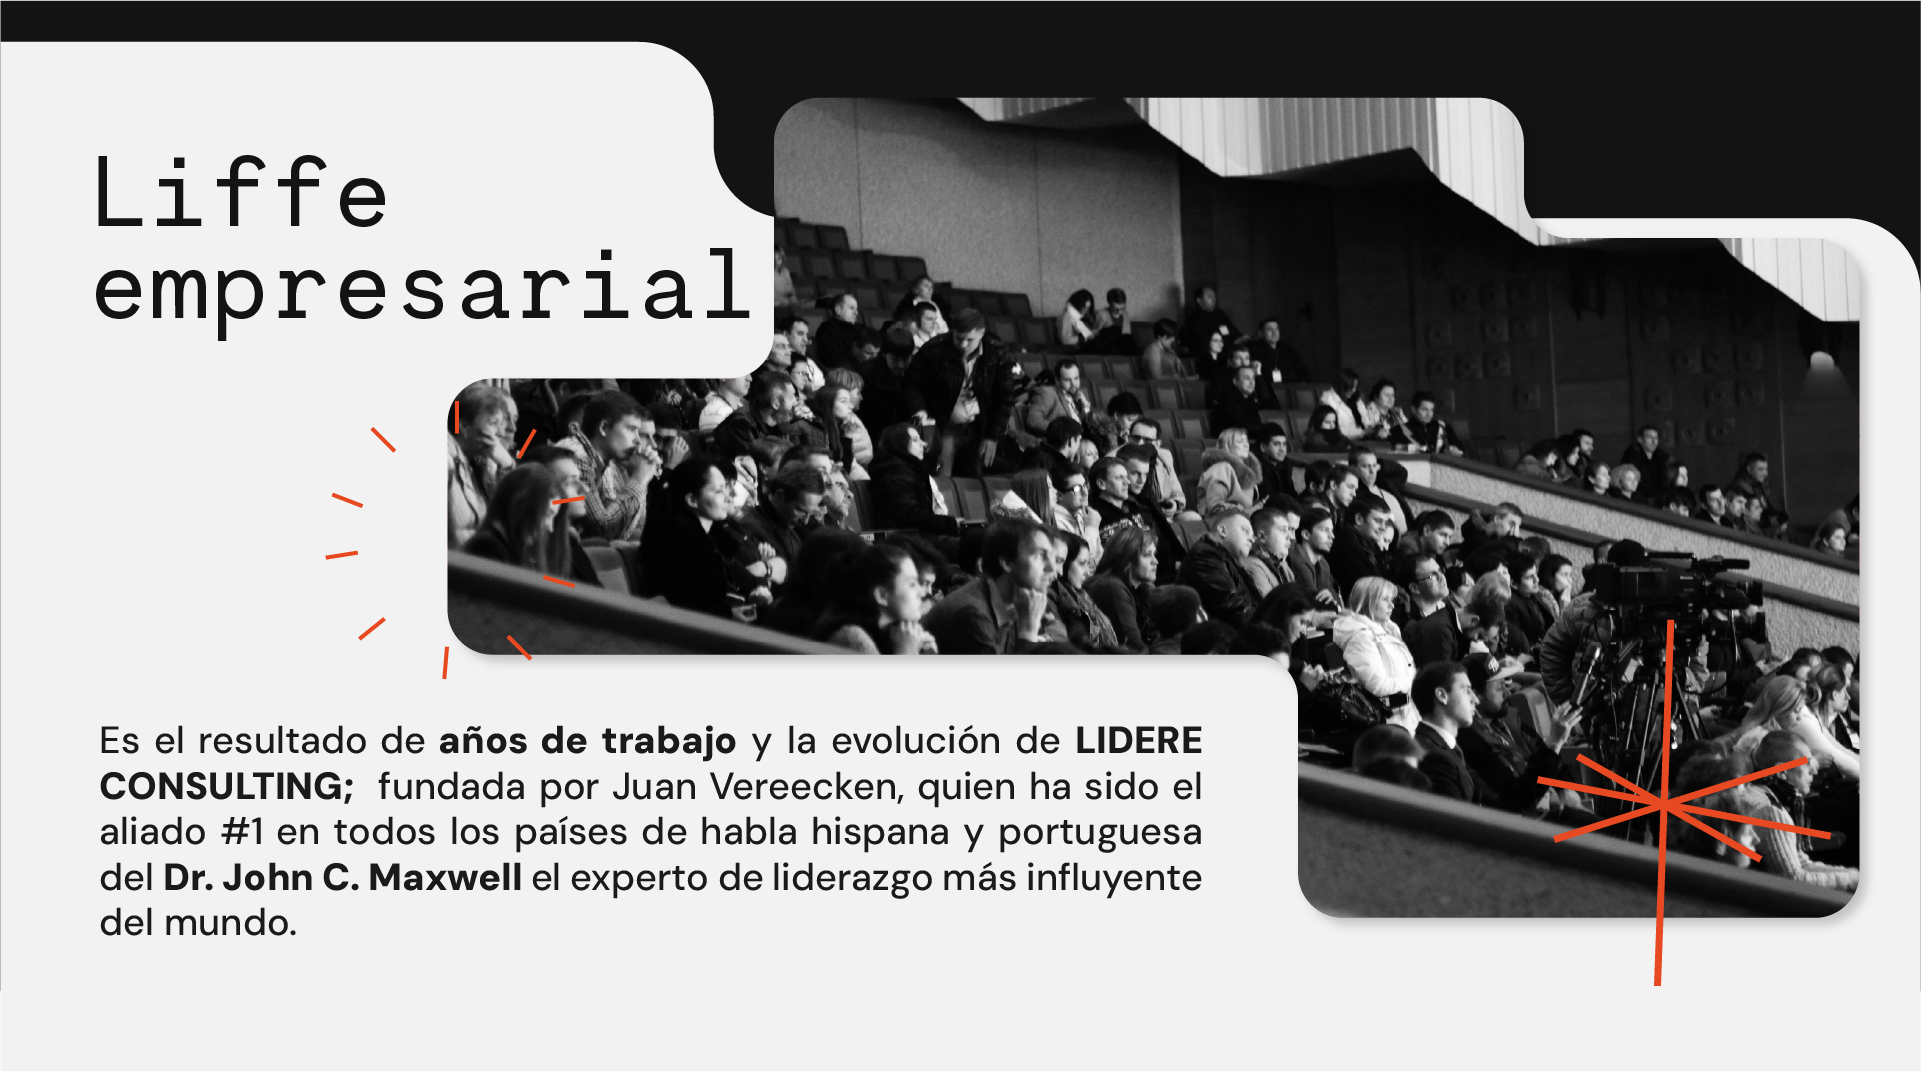 Liffe
empresarial
Es el resultado de años de trabajo y la evolución de LIDERE
CONSULTING; fundada por Juan Vereecken, quien ha sido el
aliado #1 en todos los países de habla hispana y portuguesa
del Dr. John C. Maxwell el experto de liderazgo más influyente
del mundo.